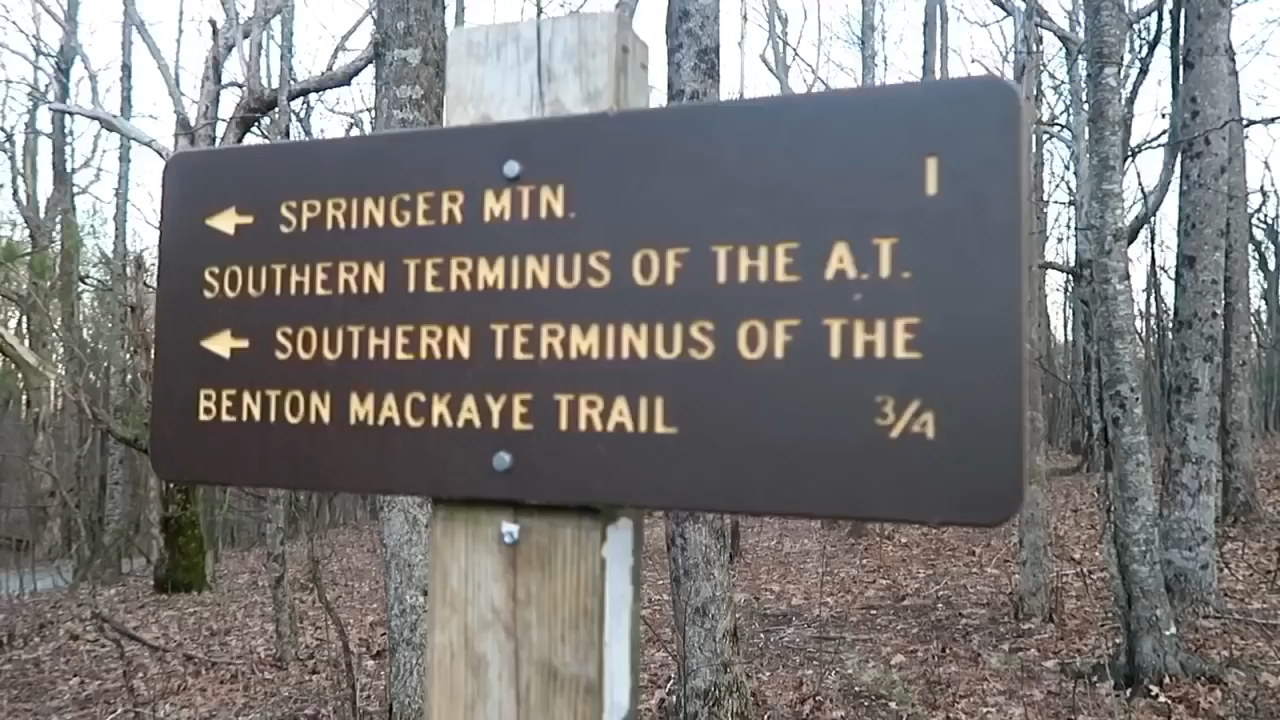 ← SPRINGER MTN. 1
SOUTHERN TERMINUS OF THE A.T.
← SOUTHERN TERMINUS OF THE
BENTON MACKAYE TRAIL 3/4